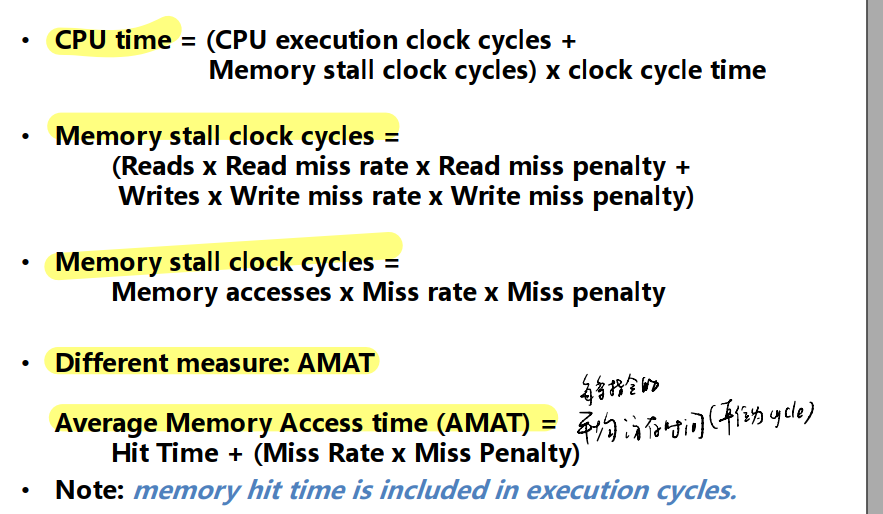 • CPU time = (CPU execution clock cycles +
Memory stall clock cycles) x clock cycle time
• Memory stall clock cycles =
(Reads x Read miss rate x Read miss penalty +
Writes x Write miss rate x Write miss penalty)
• Memory stall clock cycles =
Memory accesses x Miss rate x Miss penalty
• Different measure: AMAT
每条指令的
Average Memory Access time (AMAT) = 平均访存时间(单位为cycle)
Hit Time + (Miss Rate x Miss Penalty)
• Note: memory hit time is included in execution cycles.